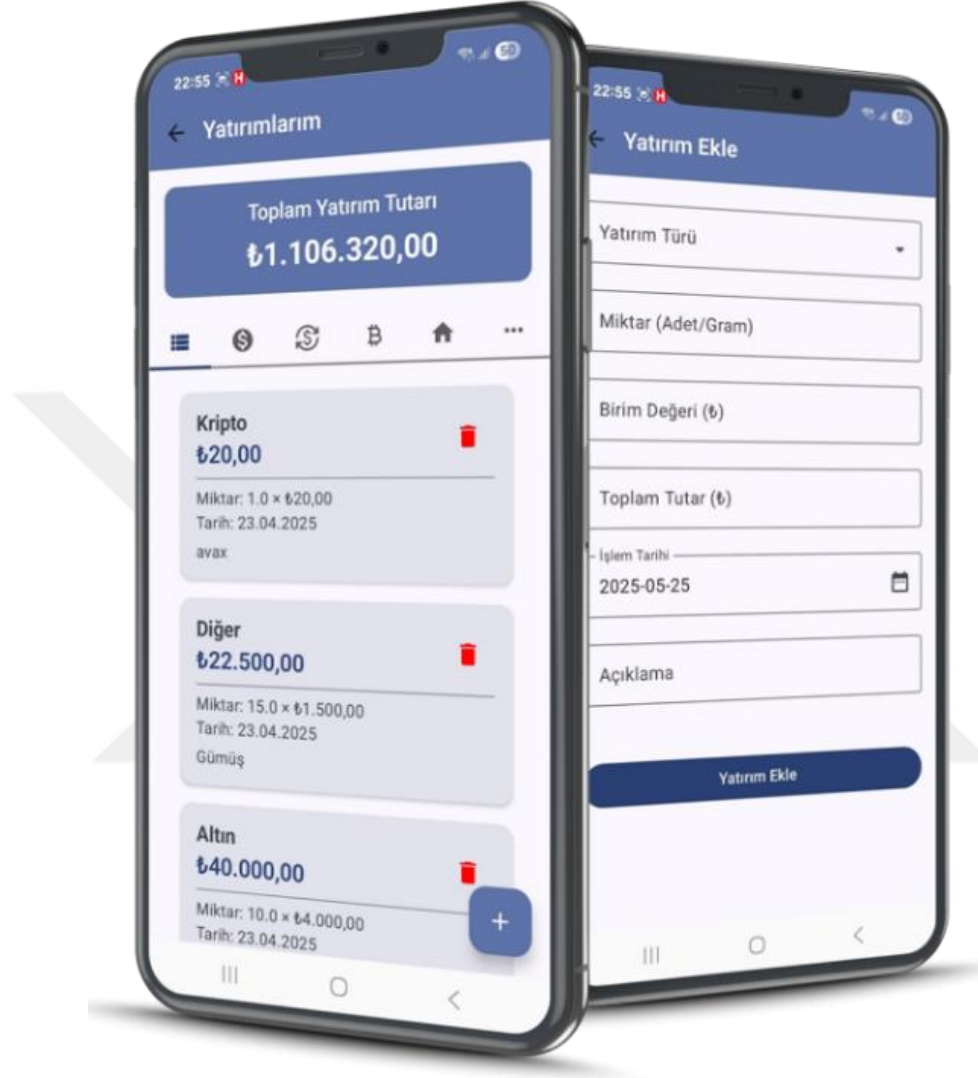 22:55 H
50
Yatırımlarım
Toplam Yatırım Tutarı
₺1.106.320,00
Kripto
₺20,00
Miktar: 1.0 × ₺20,00
Tarih: 23.04.2025
avax
Diğer
₺22.500,00
Miktar: 15.0 × ₺1.500,00
Tarih: 23.04.2025
Gümüş
Altın
₺40.000,00
Miktar: 10.0 × ₺4.000,00
Tarih: 23.04.2025
+
22:55 H
50
Yatırım Ekle
Yatırım Türü
Miktar (Adet/Gram)
Birim Değeri (₺)
Toplam Tutar (₺)
İşlem Tarihi
2025-05-25
Açıklama
Yatırım Ekle